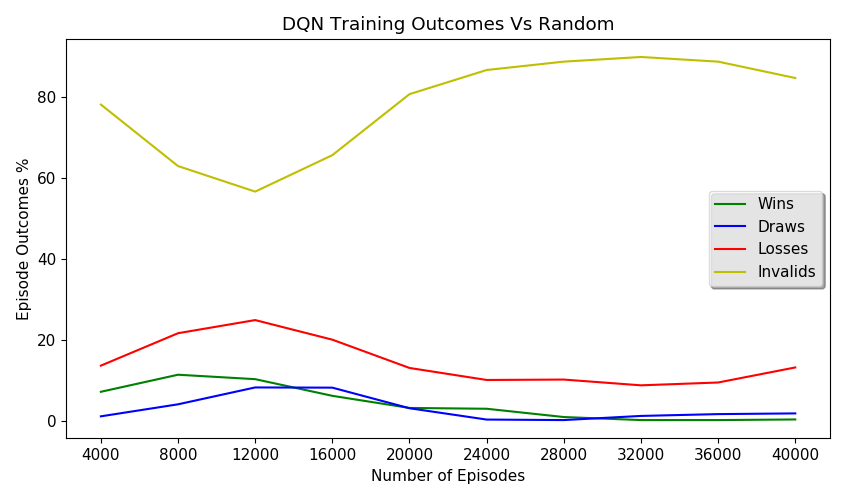 DQN Training Outcomes Vs Random
Episode Outcomes %
80
60
40
20
0
Wins
Draws
Losses
Invalids
4000 8000 12000 16000 20000 24000 28000 32000 36000 40000
Number of Episodes